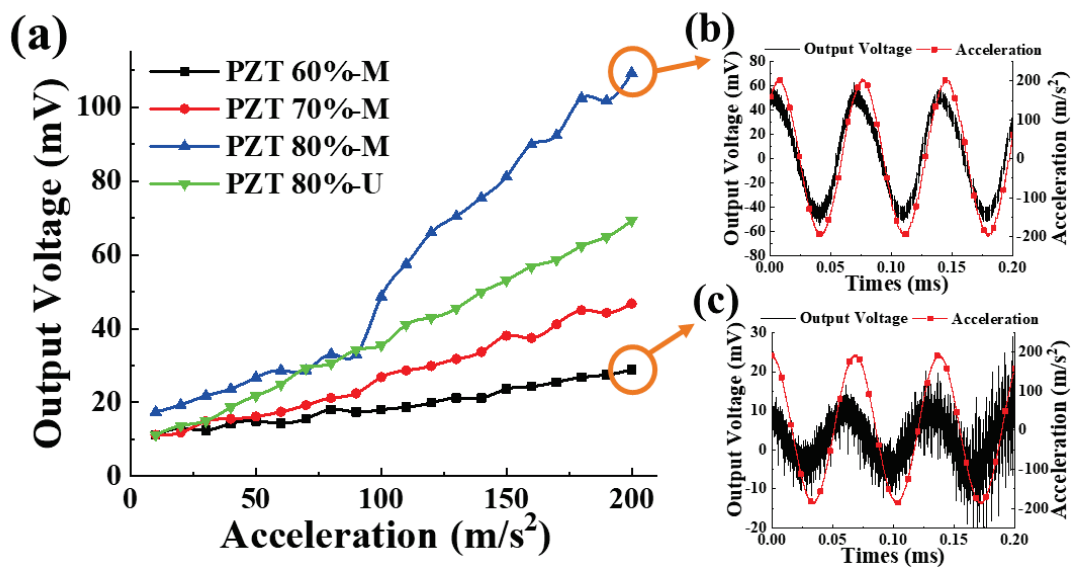 (a)
Output Voltage (mV)
100
80
60
40
20
0
PZT 60%-M
PZT 70%-M
PZT 80%-M
PZT 80%-U
0 50 100 150 200
Acceleration (m/s²)
(b)
Output Voltage Acceleration
Output Voltage (mV)
80
60
40
20
0
-20
-40
-60
-80
200
100
0
-100
-200
Acceleration (m/s²)
0.00 0.05 0.10 0.15 0.20
Times (ms)
(c)
Output Voltage Acceleration
Output Voltage (mV)
30
20
10
0
-10
-20
200
100
0
-100
-200
Acceleration (m/s²)
0.00 0.05 0.10 0.15 0.20
Times (ms)